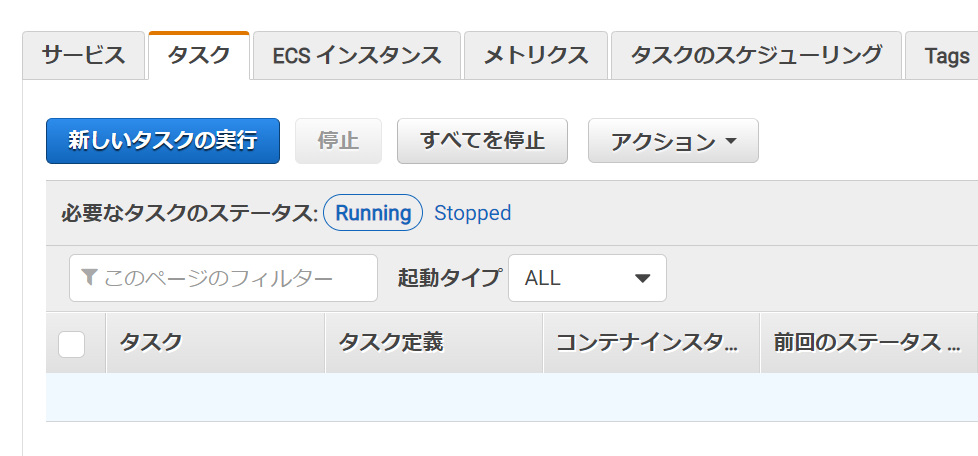 サービス タスク ECS インスタンス メトリクス タスクのスケジューリング Tags
新しいタスクの実行 停止 すべてを停止 アクション
必要なタスクのステータス: Running Stopped
このページのフィルター 起動タイプ ALL
タスク タスク定義 コンテナインスタ... 前回のステータス ...